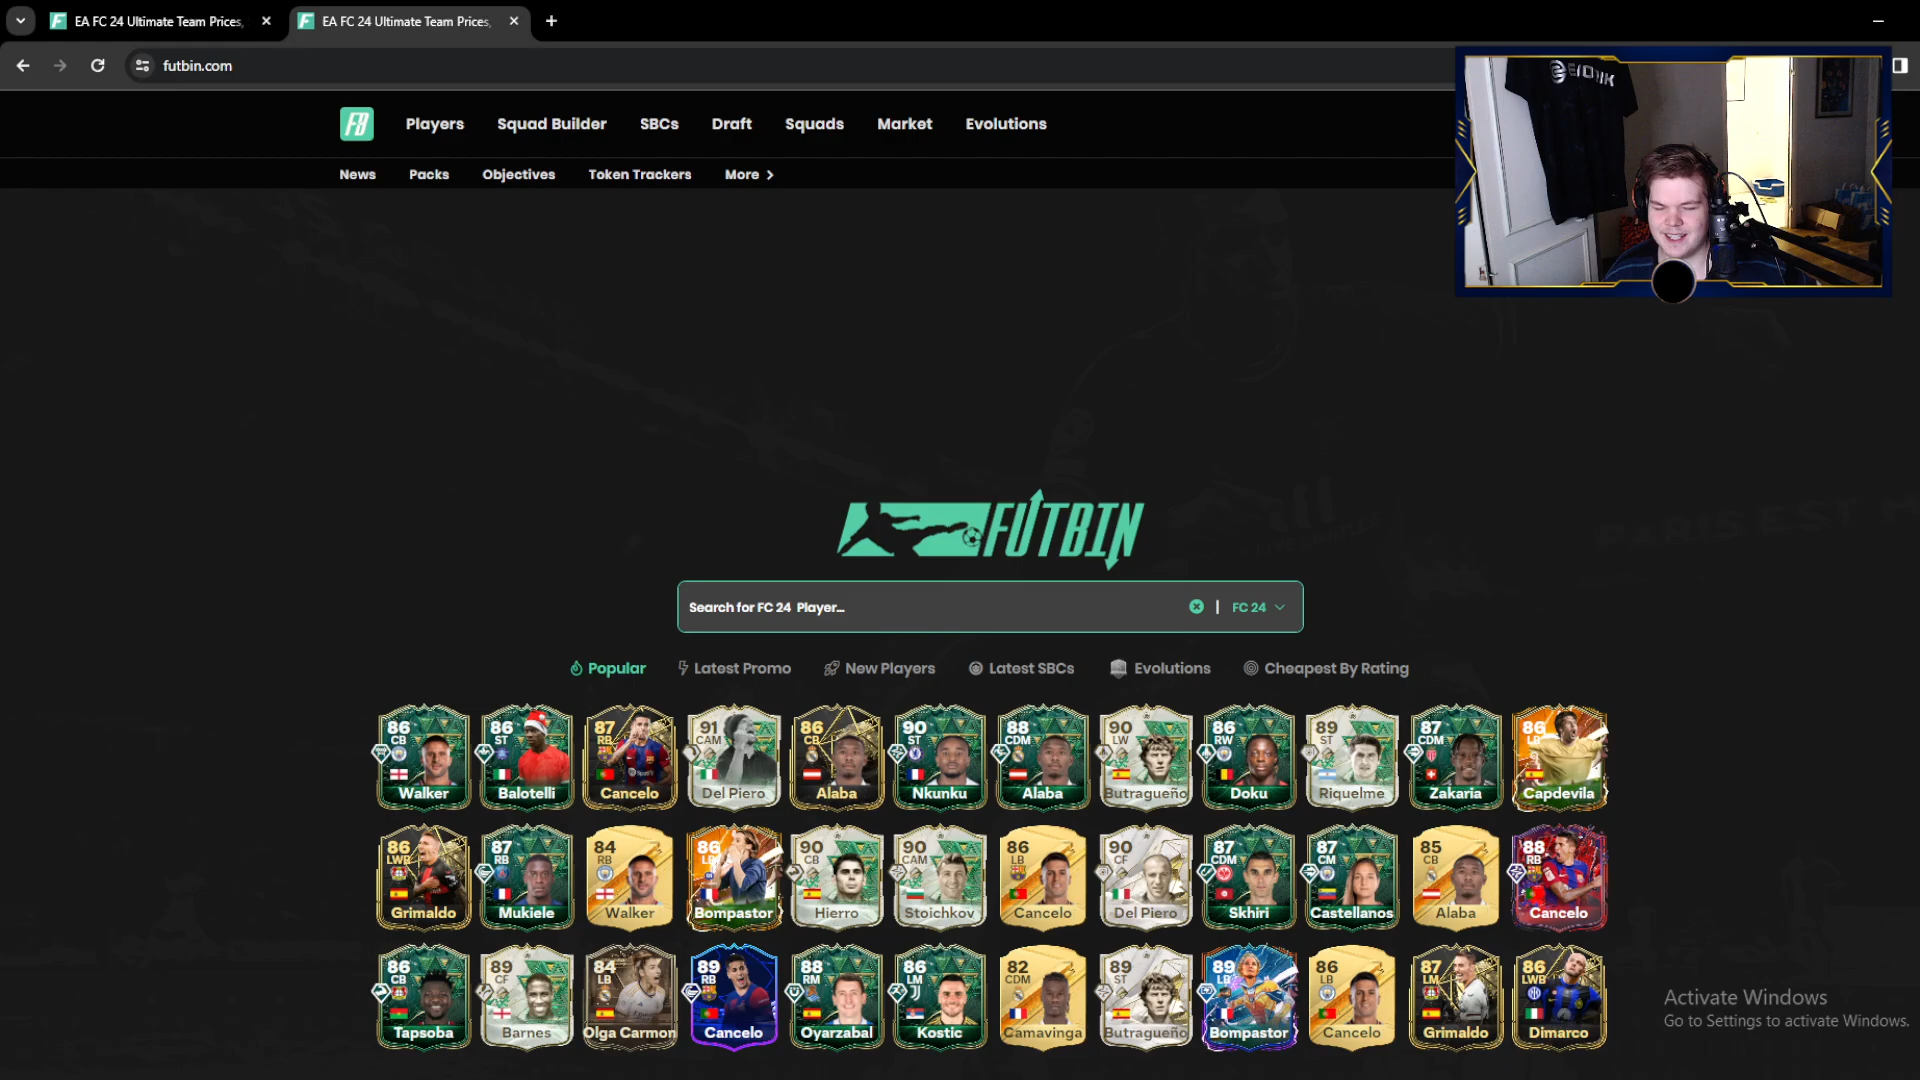 EA FC 24 Ultimate Team Prices,
EA FC 24 Ultimate Team Prices,
futbin.com
Players Squad Builder SBCs Draft Squads Market Evolutions
News Packs Objectives Token Trackers More
FUTBIN
Search for FC 24 Player... | FC 24
Popular Latest Promo New Players Latest SBCs Evolutions Cheapest By Rating
86 86 87 91 86 90 88 90 86 89 87 86
CB ST RB CAM CB ST CDM LW RW ST CDM LB
Walker Balotelli Cancelo Del Piero Alaba Nkunku Alaba Butragueño Doku Riquelme Zakaria Capdevila
86 87 84 86 90 90 86 90 87 87 85 88
LWB RB RB LB CB CAM LB CF CDM CM CB RB
Grimaldo Mukiele Walker Bompastor Hierro Stoichkov Cancelo Del Piero Skhiri Castellanos Alaba Cancelo
86 89 84 89 88 86 82 89 89 86 87 86
CB CF LB RB RM LM CDM ST LB LB LM LWB
Tapsoba Barnes Olga Carmon Cancelo Oyarzabal Kostic Camavinga Butragueño Bompastor Cancelo Grimaldo Dimarco
Activate Windows
Go to Settings to activate Windows.